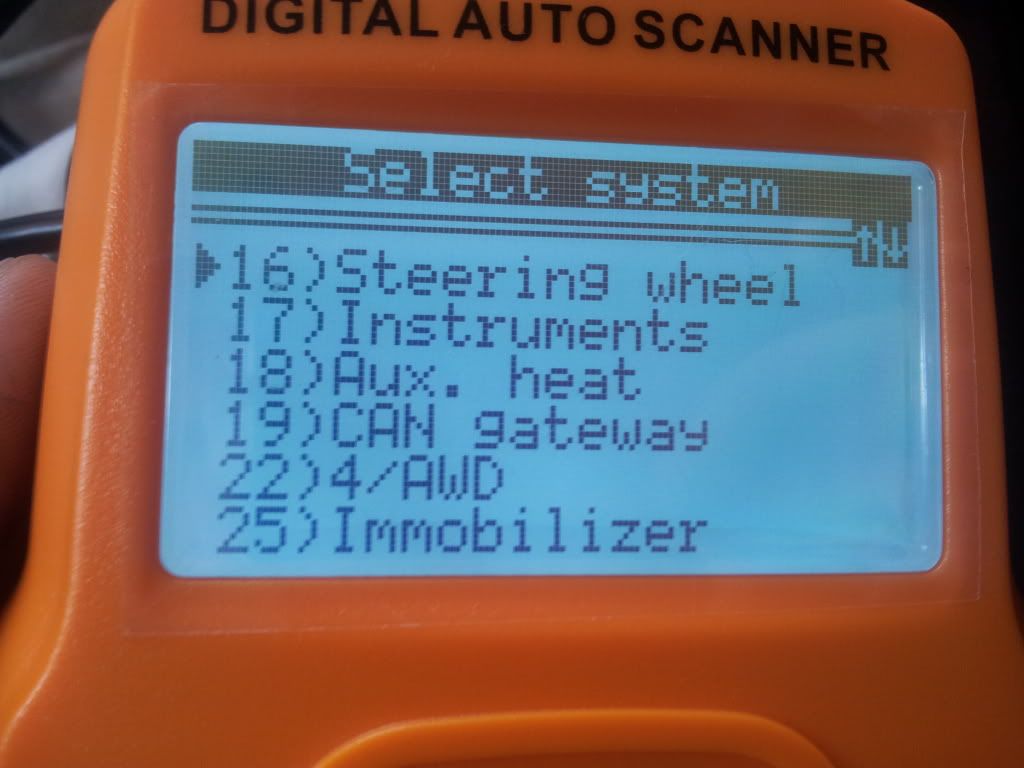 DIGITAL AUTO SCANNER
Select system
16)Steering wheel
17)Instruments
18)Aux. heat
19)CAN gateway
22)4/AWD
25)Immobilizer